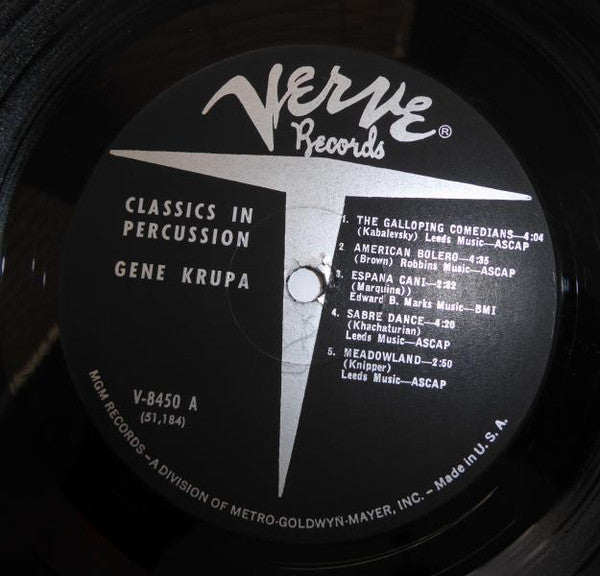 VERVE ®
Records
CLASSICS IN
PERCUSSION
GENE KRUPA
V-8450 A
(51,184)
1. THE GALLOPING COMEDIANS—4:04
(Kabalevsky) Leeds Music—ASCAP
2. AMERICAN BOLERO—4:35
(Brown) Robbins Music—ASCAP
3. ESPANA CANI—2:32
(Marquina))
Edward B. Marks Music—BMI
4. SABRE DANCE—4:20
(Khachaturian)
Leeds Music—ASCAP
5. MEADOWLAND—2:50
(Knipper)
Leeds Music—ASCAP
MGM RECORDS – A DIVISION OF METRO-GOLDWYN-MAYER, INC. – Made in U. S. A.